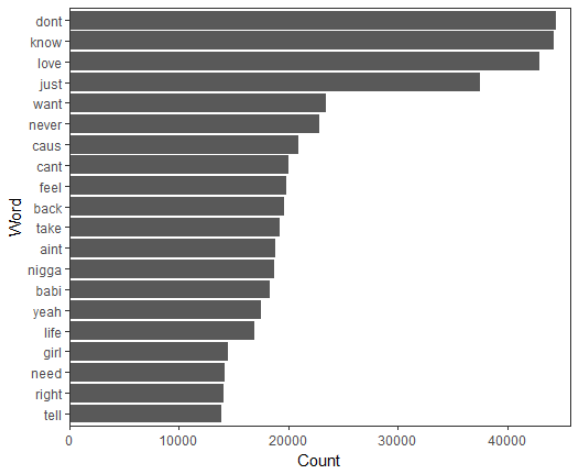 dont
know
love
just
want
never
caus
cant
feel
back
take
aint
nigga
babi
yeah
life
girl
need
right
tell
Word
0 10000 20000 30000 40000
Count